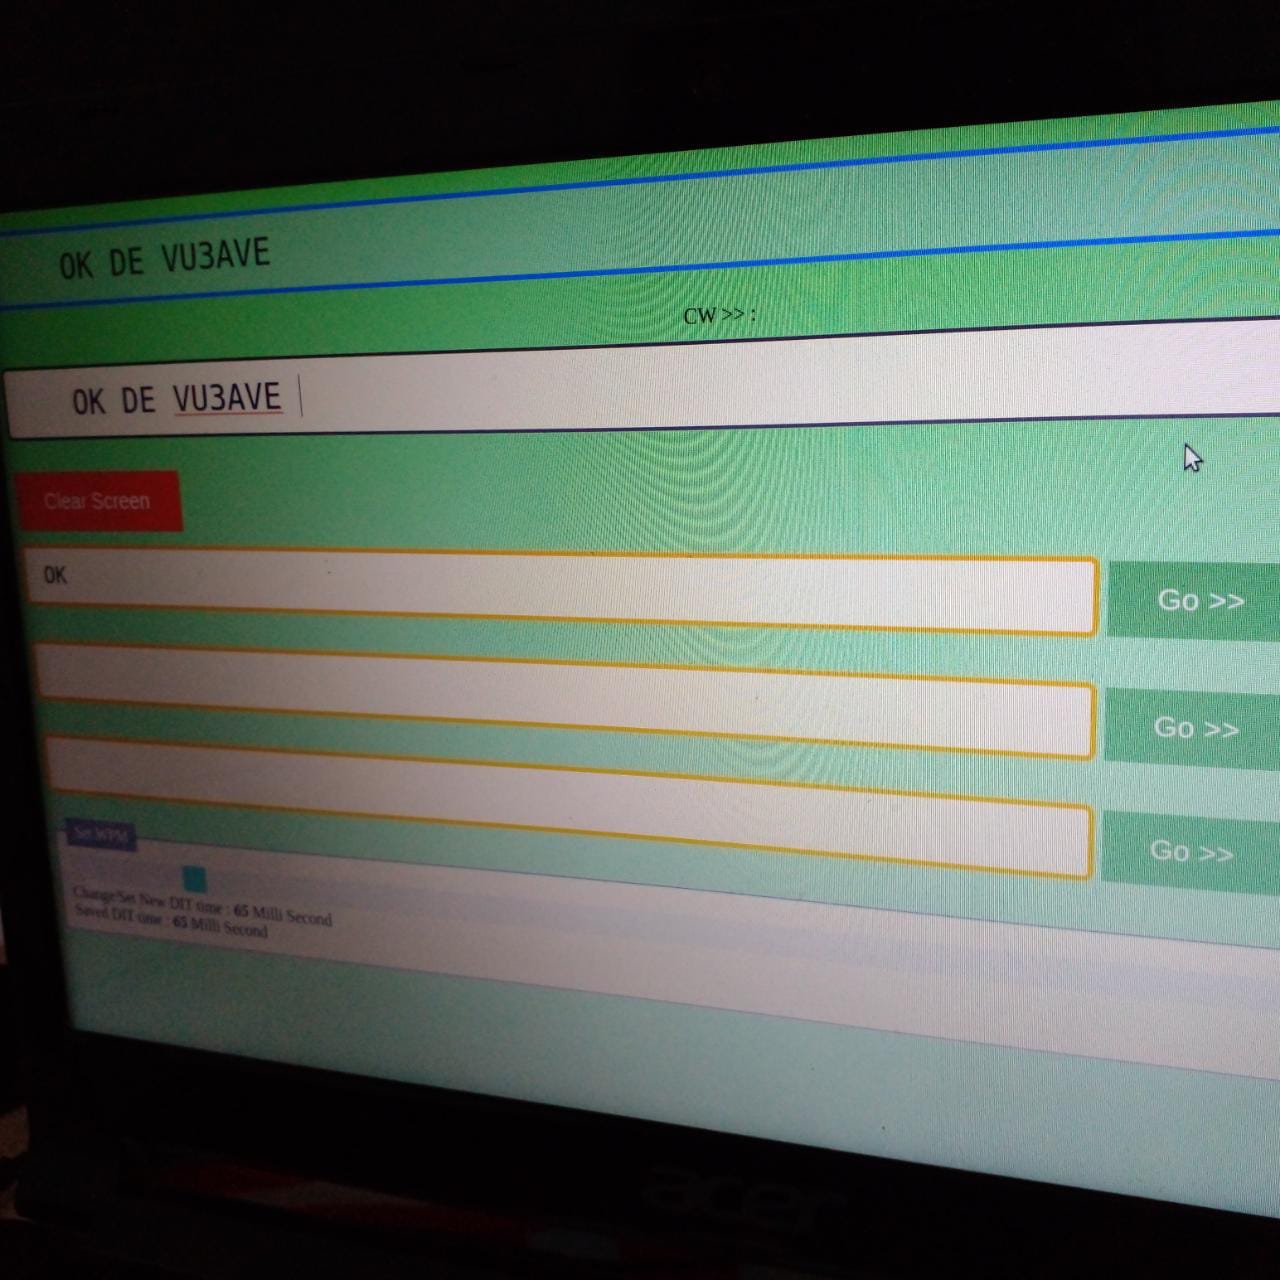 OK DE VU3AVE
CW >> :
OK DE VU3AVE
Clear Screen
OK
Go >>
Go >>
Go >>
Set WPM
Change/Set New DIT time : 65 Milli Second
Saved DIT time : 65 Milli Second
acer